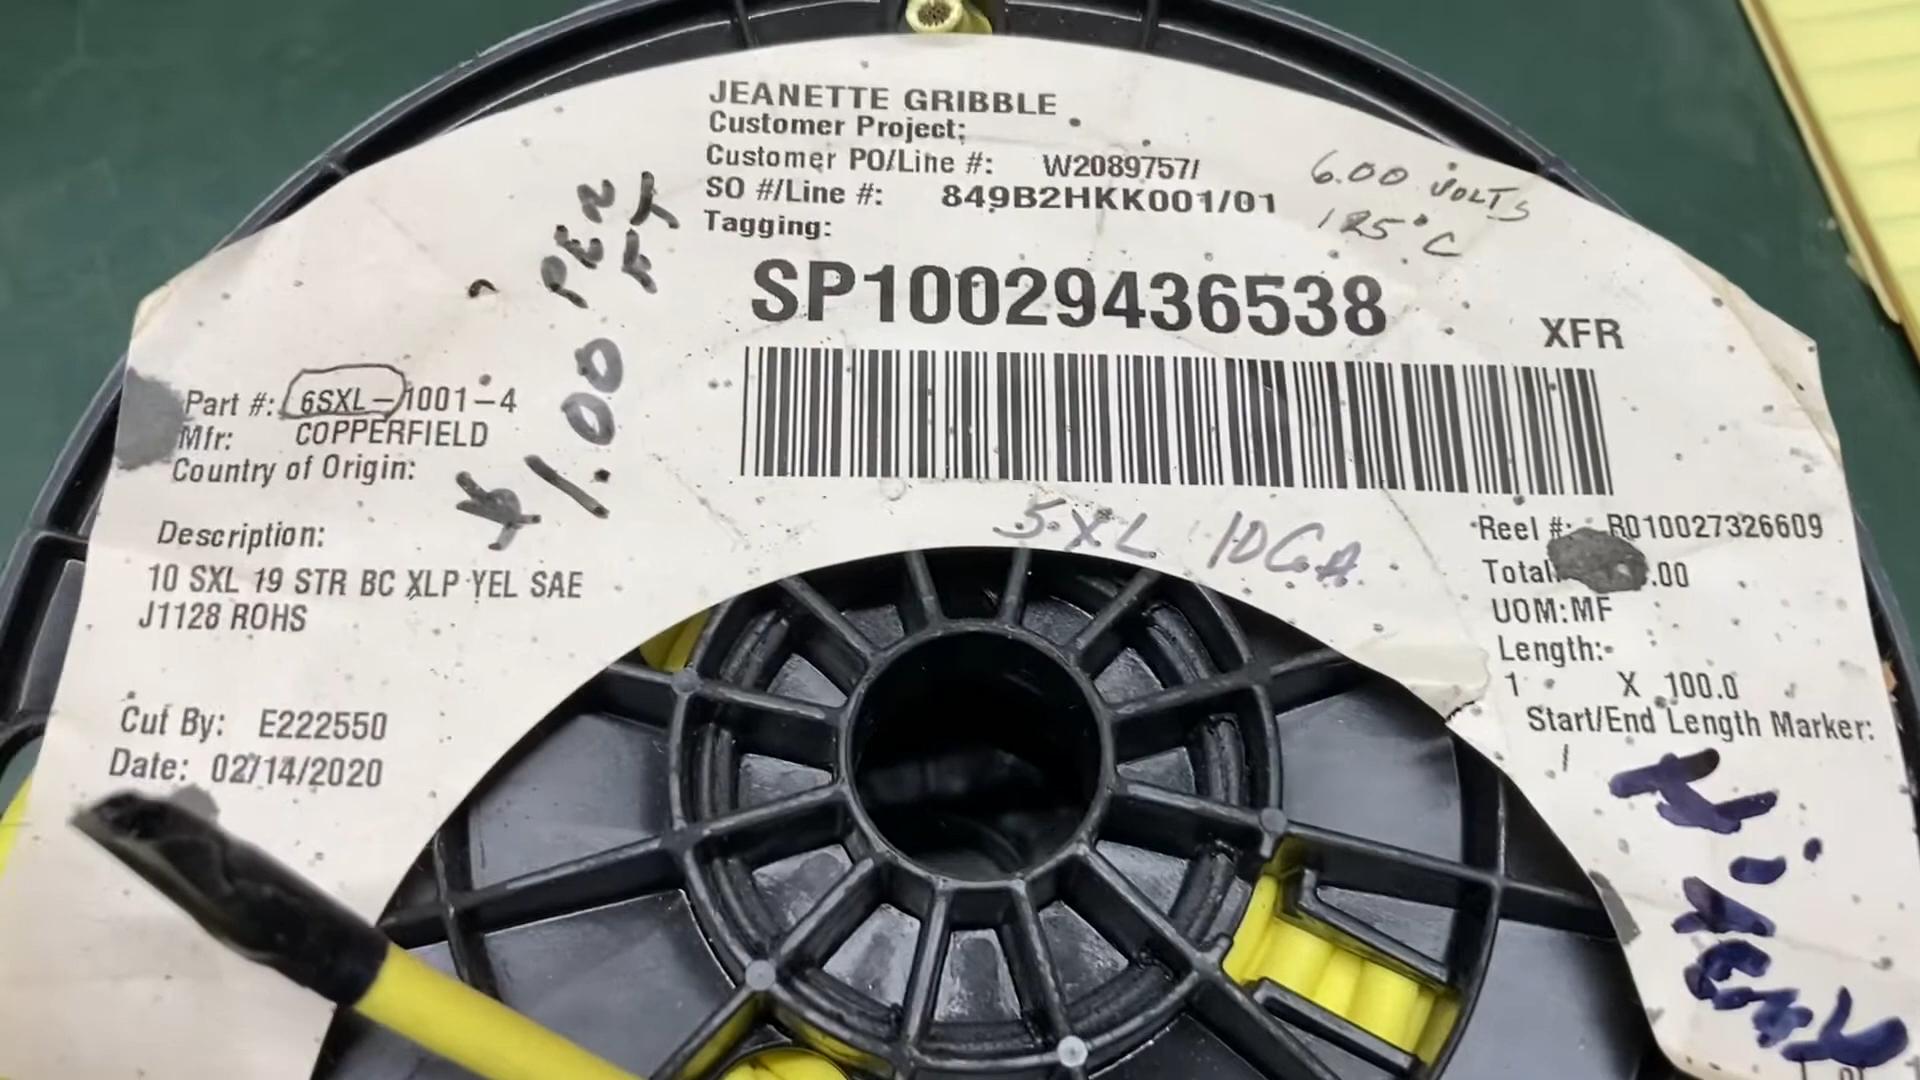 JEANETTE GRIBBLE
Customer Project:
Customer PO/Line #: W2089757/
SO #/Line #: 849B2HKK001/01
Tagging:
SP10029436538
XFR
6.00 VOLTS
125°C
$1.00 PER
FT
Part #: 6SXL-1001-4
Mfr: COPPERFIELD
Country of Origin:
Description:
10 SXL 19 STR BC XLP YEL SAE
J1128 ROHS
Cut By: E222550
Date: 02/14/2020
SXL 10GA
Reel #: R010027326609
Total .00
UOM:MF
Length:
1 X 100.0
Start/End Length Marker: